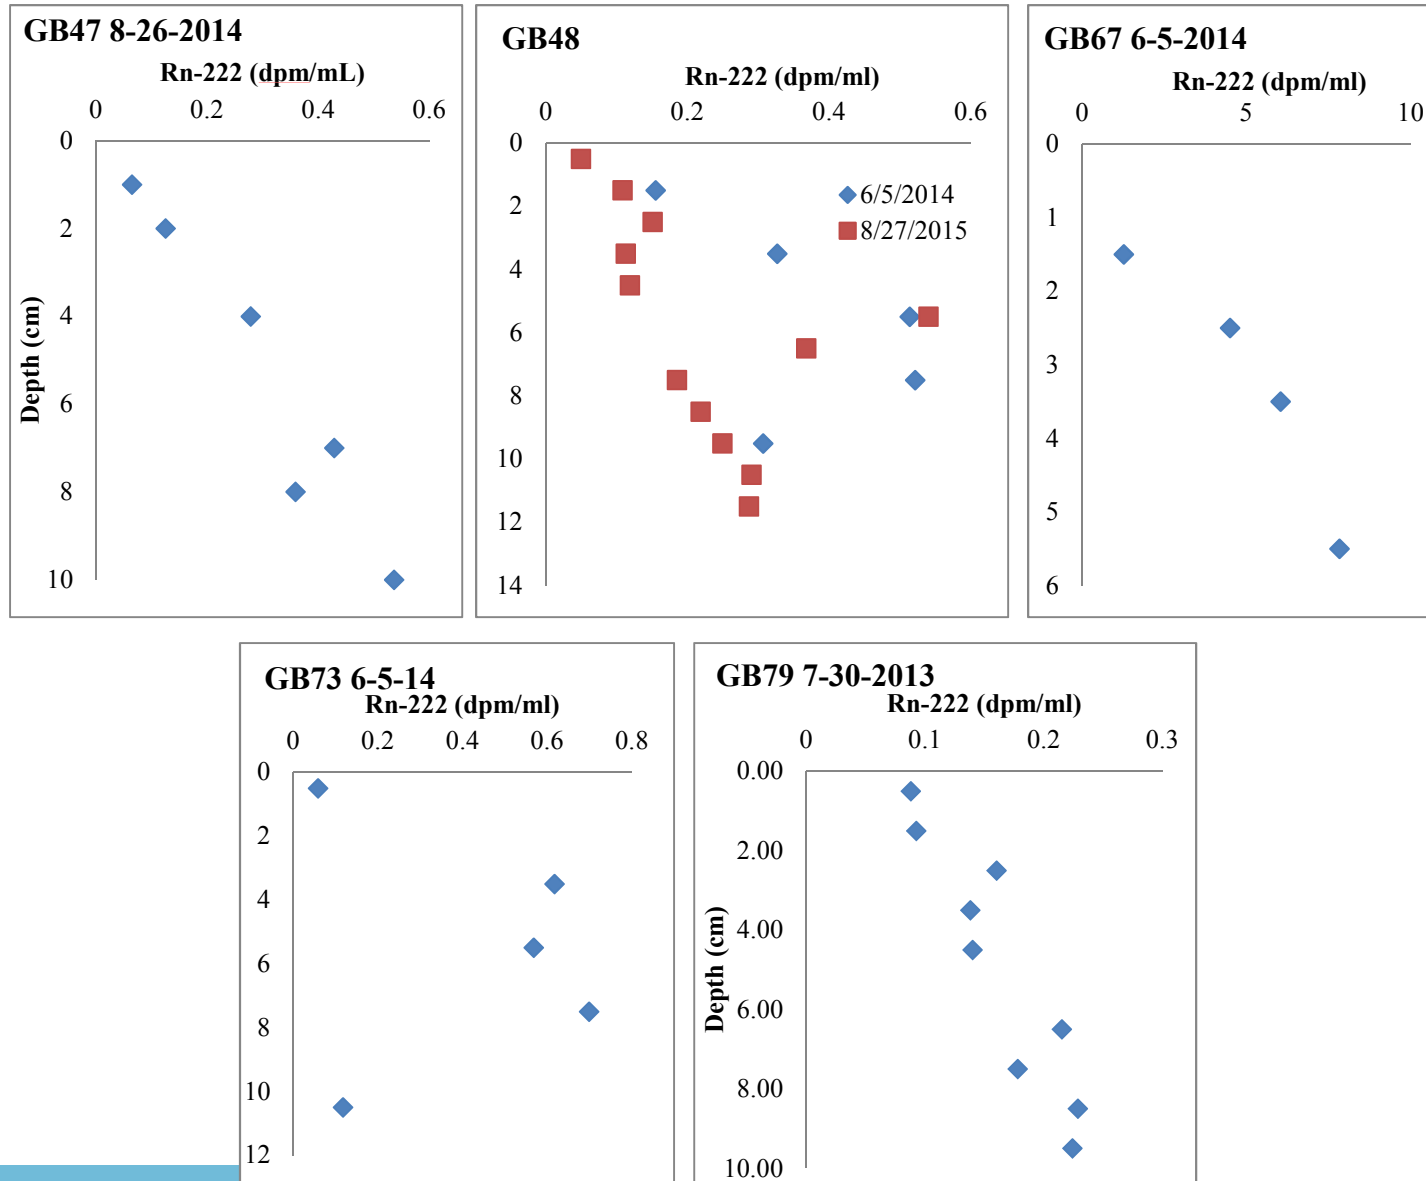 GB47 8-26-2014
Rn-222 (dpm/mL)
0 0.2 0.4 0.6
0
2
4
6
8
10
Depth (cm)
GB48
Rn-222 (dpm/ml)
0 0.2 0.4 0.6
0
2
4
6
8
10
12
14
6/5/2014
8/27/2015
GB67 6-5-2014
Rn-222 (dpm/ml)
0 5 10
0
1
2
3
4
5
6
GB73 6-5-14
Rn-222 (dpm/ml)
0 0.2 0.4 0.6 0.8
0
2
4
6
8
10
12
GB79 7-30-2013
Rn-222 (dpm/ml)
0 0.1 0.2 0.3
0.00
2.00
4.00
6.00
8.00
10.00
Depth (cm)